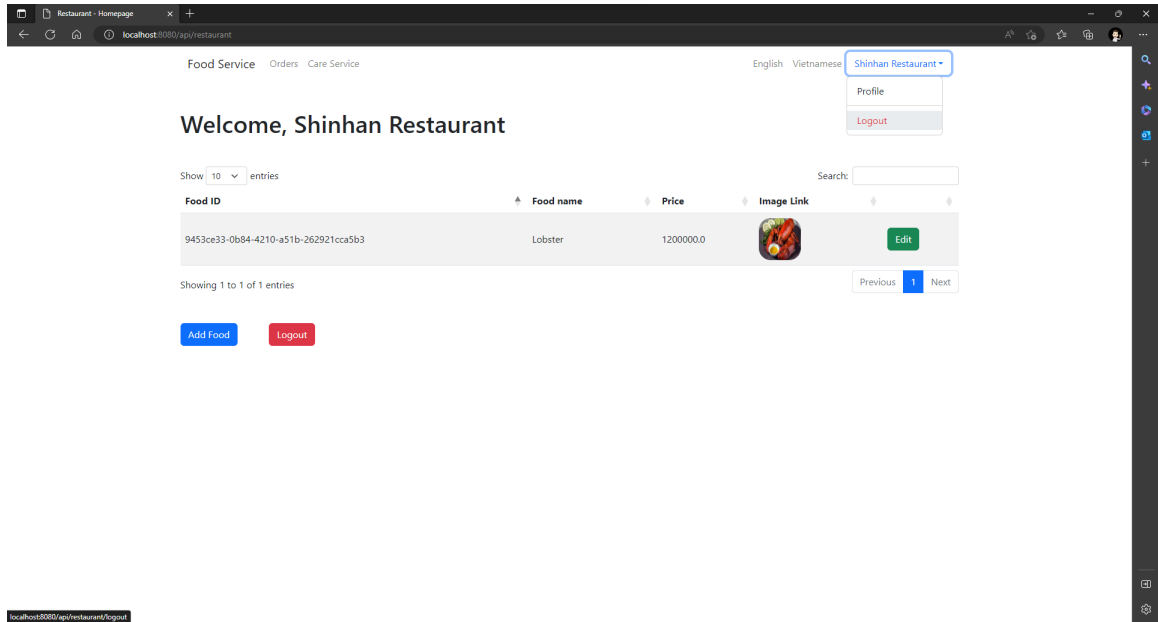 Restaurant - Homepage
localhost:8080/api/restaurant
Food Service Orders Care Service English Vietnamese Shinhan Restaurant
Profile
Logout
Welcome, Shinhan Restaurant
Show 10 entries Search:
Food ID Food name Price Image Link
9453ce33-0b84-4210-a51b-262921cca5b3 Lobster 1200000.0 Edit
Showing 1 to 1 of 1 entries Previous 1 Next
Add Food Logout
localhost:8080/api/restaurant/logout